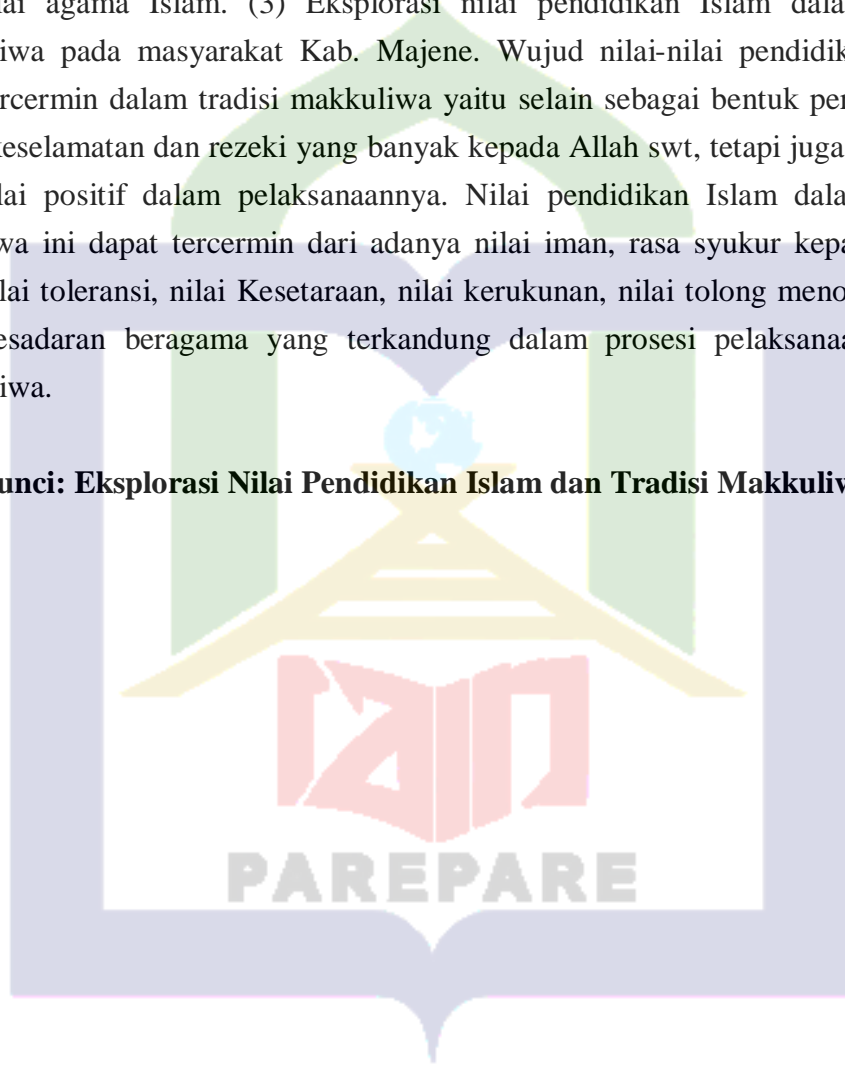 lai agama Islam. (3) Eksplorasi nilai pendidikan Islam dala
iwa pada masyarakat Kab. Majene. Wujud nilai-nilai pendidik
rcermin dalam tradisi makkuliwa yaitu selain sebagai bentuk per
keselamatan dan rezeki yang banyak kepada Allah swt, tetapi juga
lai positif dalam pelaksanaannya. Nilai pendidikan Islam dala
wa ini dapat tercermin dari adanya nilai iman, rasa syukur kepa
lai toleransi, nilai Kesetaraan, nilai kerukunan, nilai tolong meno
esadaran beragama yang terkandung dalam prosesi pelaksanaa
iwa.
unci: Eksplorasi Nilai Pendidikan Islam dan Tradisi Makkuliw
iain
PAREPARE